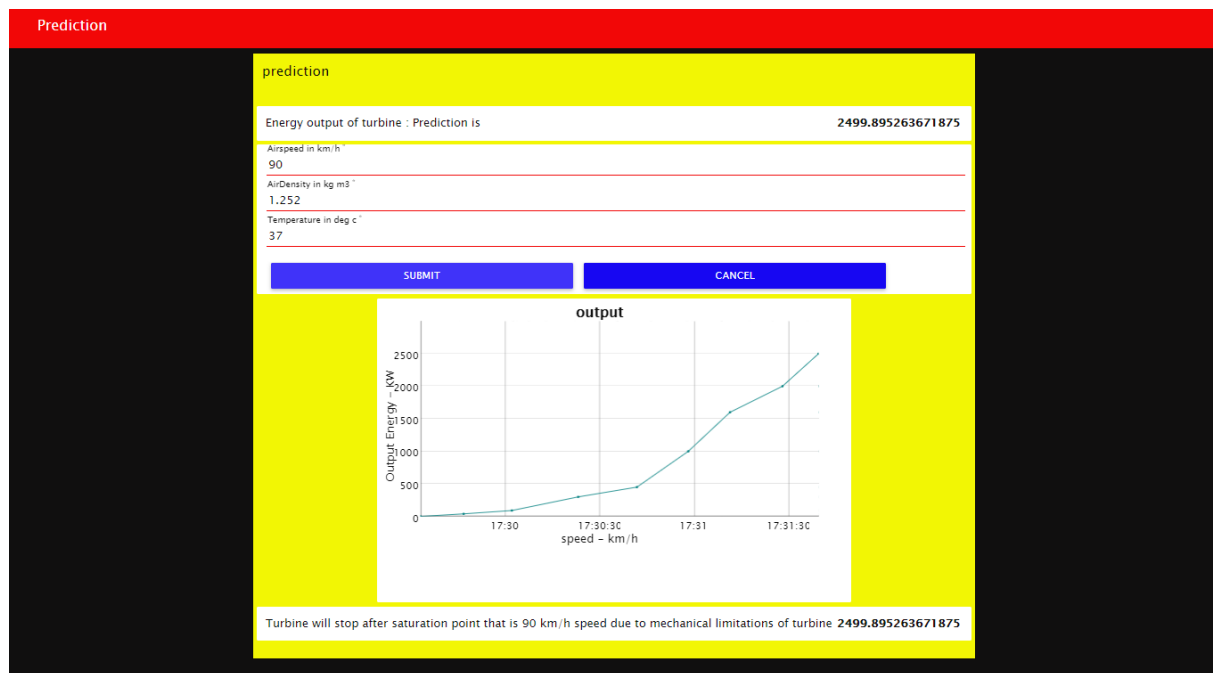 Prediction
prediction
Energy output of turbine : Prediction is 2499.895263671875
Airspeed in km/h *
90
AirDensity in kg m3 *
1.252
Temperature in deg c *
37
SUBMIT CANCEL
output
Output Energy - KW
2500
2000
1500
1000
500
0
17:30 17:30:30 17:31 17:31:30
speed - km/h
Turbine will stop after saturation point that is 90 km/h speed due to mechanical limitations of turbine 2499.895263671875